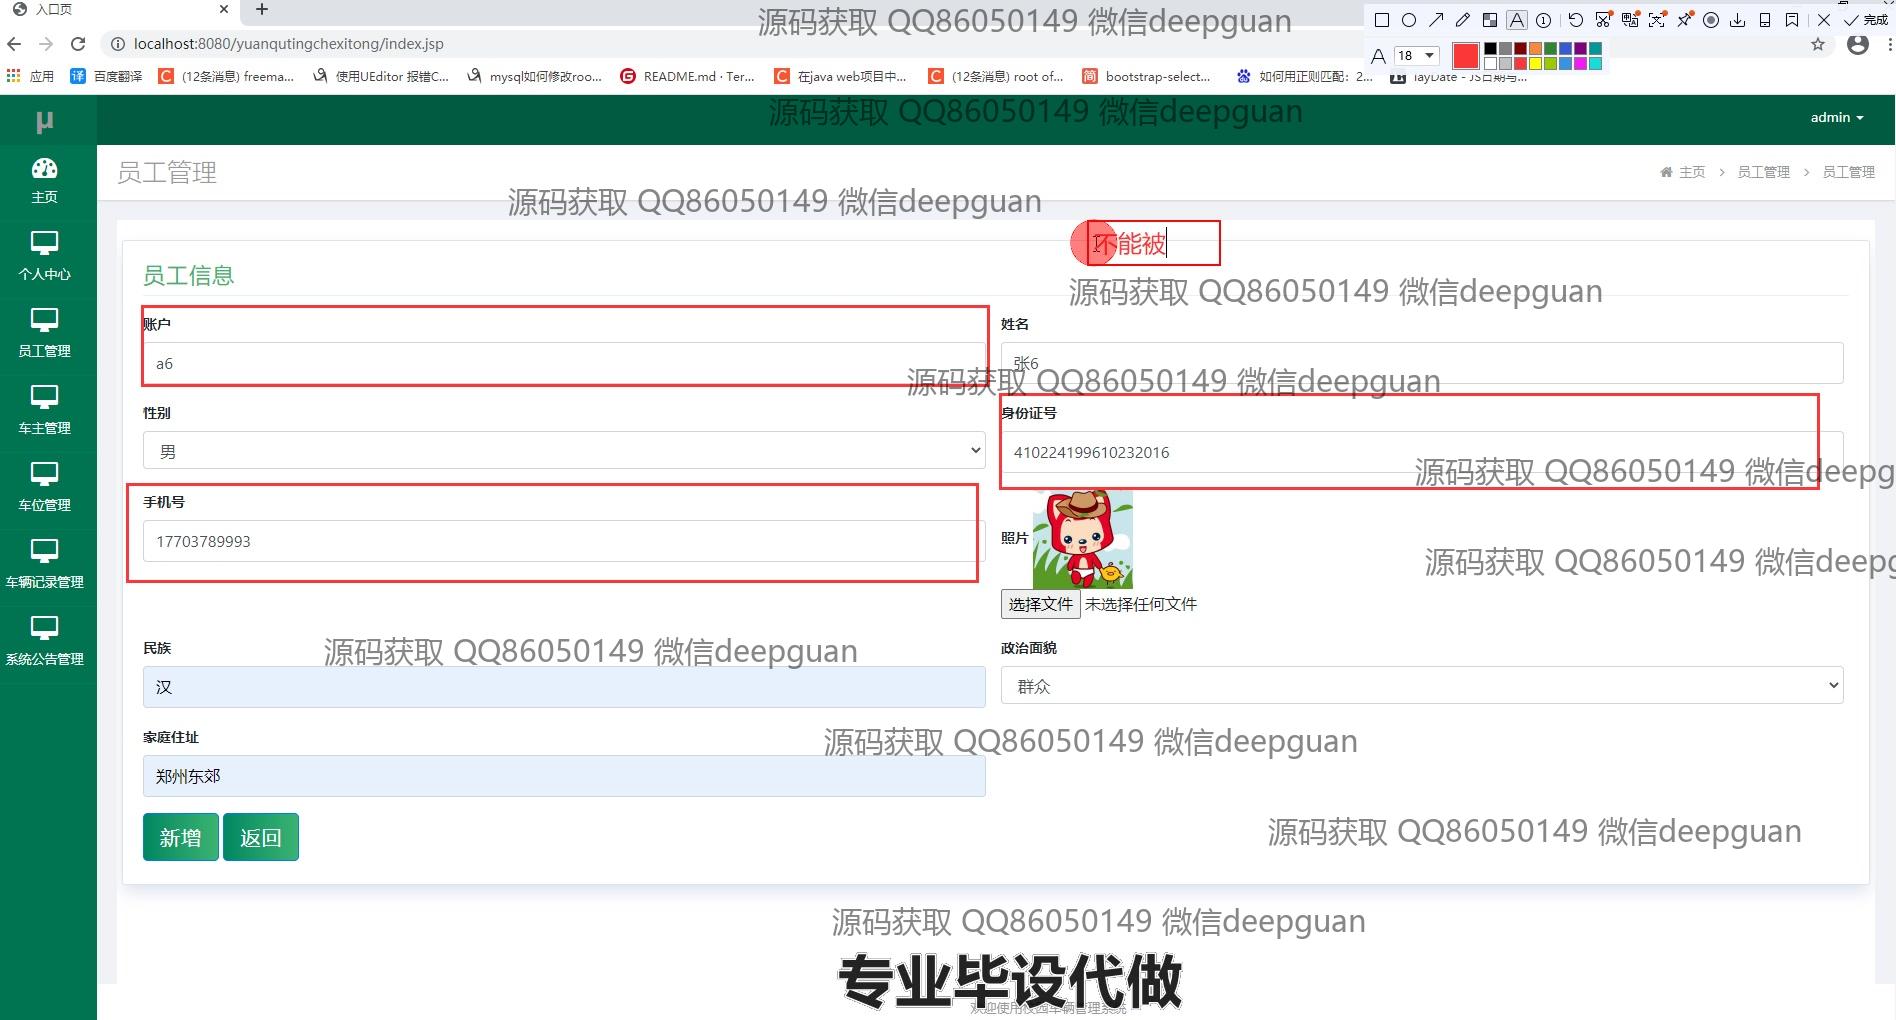 入口页
源码获取 QQ86050149 微信deepguan
完成
localhost:8080/yuanqutingchexitong/index.jsp
A 18
应用 百度翻译 (12条消息) freema... 使用UEditor 报错C... mysql如何修改roo... README.md · Ter... 在java web项目中... (12条消息) root of... bootstrap-select... 如何用正则匹配：2... layDate - JS日期与...
源码获取 QQ86050149 微信deepguan
μ
admin
主页
员工管理
主页 > 员工管理 > 员工管理
源码获取 QQ86050149 微信deepguan
不能被
个人中心
员工信息
源码获取 QQ86050149 微信deepguan
账户
姓名
员工管理
a6
张6
源码获取 QQ86050149 微信deepguan
性别
身份证号
车主管理
男
410224199610232016
源码获取 QQ86050149 微信deepg
手机号
车位管理
17703789993
照片
源码获取 QQ86050149 微信deepg
车辆记录管理
选择文件 未选择任何文件
民族
政治面貌
源码获取 QQ86050149 微信deepguan
系统公告管理
汉
群众
家庭住址
源码获取 QQ86050149 微信deepguan
郑州东郊
新增 返回
源码获取 QQ86050149 微信deepguan
源码获取 QQ86050149 微信deepguan
专业毕设代做
欢迎使用校园车辆管理系统